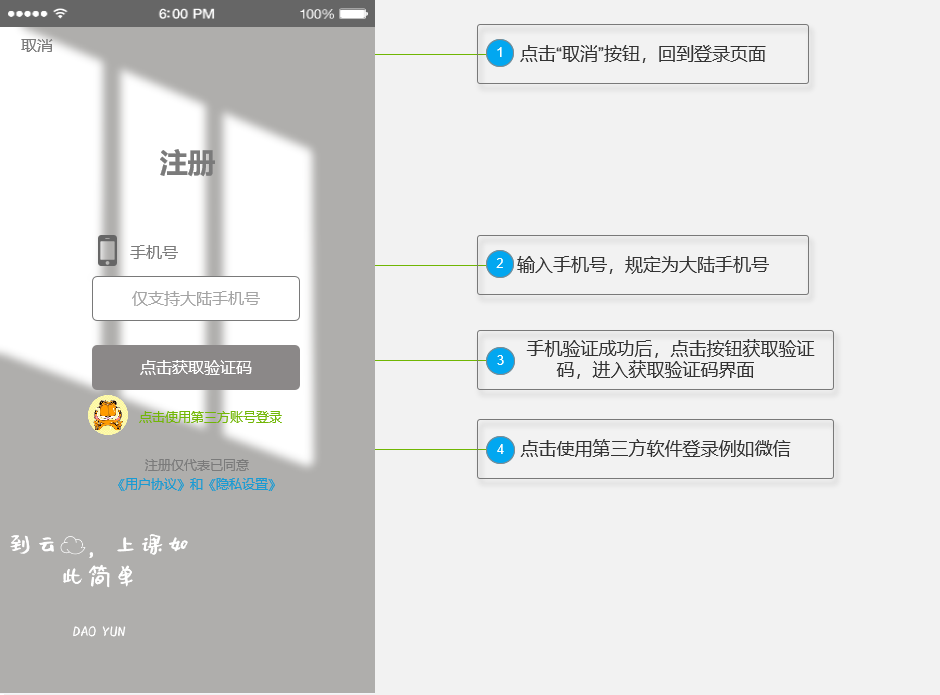 6:00 PM
100%
取消
注册
手机号
仅支持大陆手机号
点击获取验证码
点击使用第三方账号登录
注册仅代表已同意
《用户协议》和《隐私设置》
到云，上课如
此简单
DAO YUN
1 点击“取消”按钮，回到登录页面
2 输入手机号，规定为大陆手机号
3 手机验证成功后，点击按钮获取验证
码，进入获取验证码界面
4 点击使用第三方软件登录例如微信